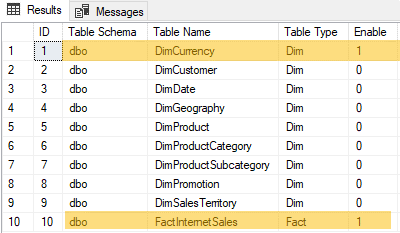 Results Messages
ID Table Schema Table Name Table Type Enable
1 1 dbo DimCurrency Dim 1
2 2 dbo DimCustomer Dim 0
3 3 dbo DimDate Dim 0
4 4 dbo DimGeography Dim 0
5 5 dbo DimProduct Dim 0
6 6 dbo DimProductCategory Dim 0
7 7 dbo DimProductSubcategory Dim 0
8 8 dbo DimPromotion Dim 0
9 9 dbo DimSalesTerritory Dim 0
10 10 dbo FactInternetSales Fact 1